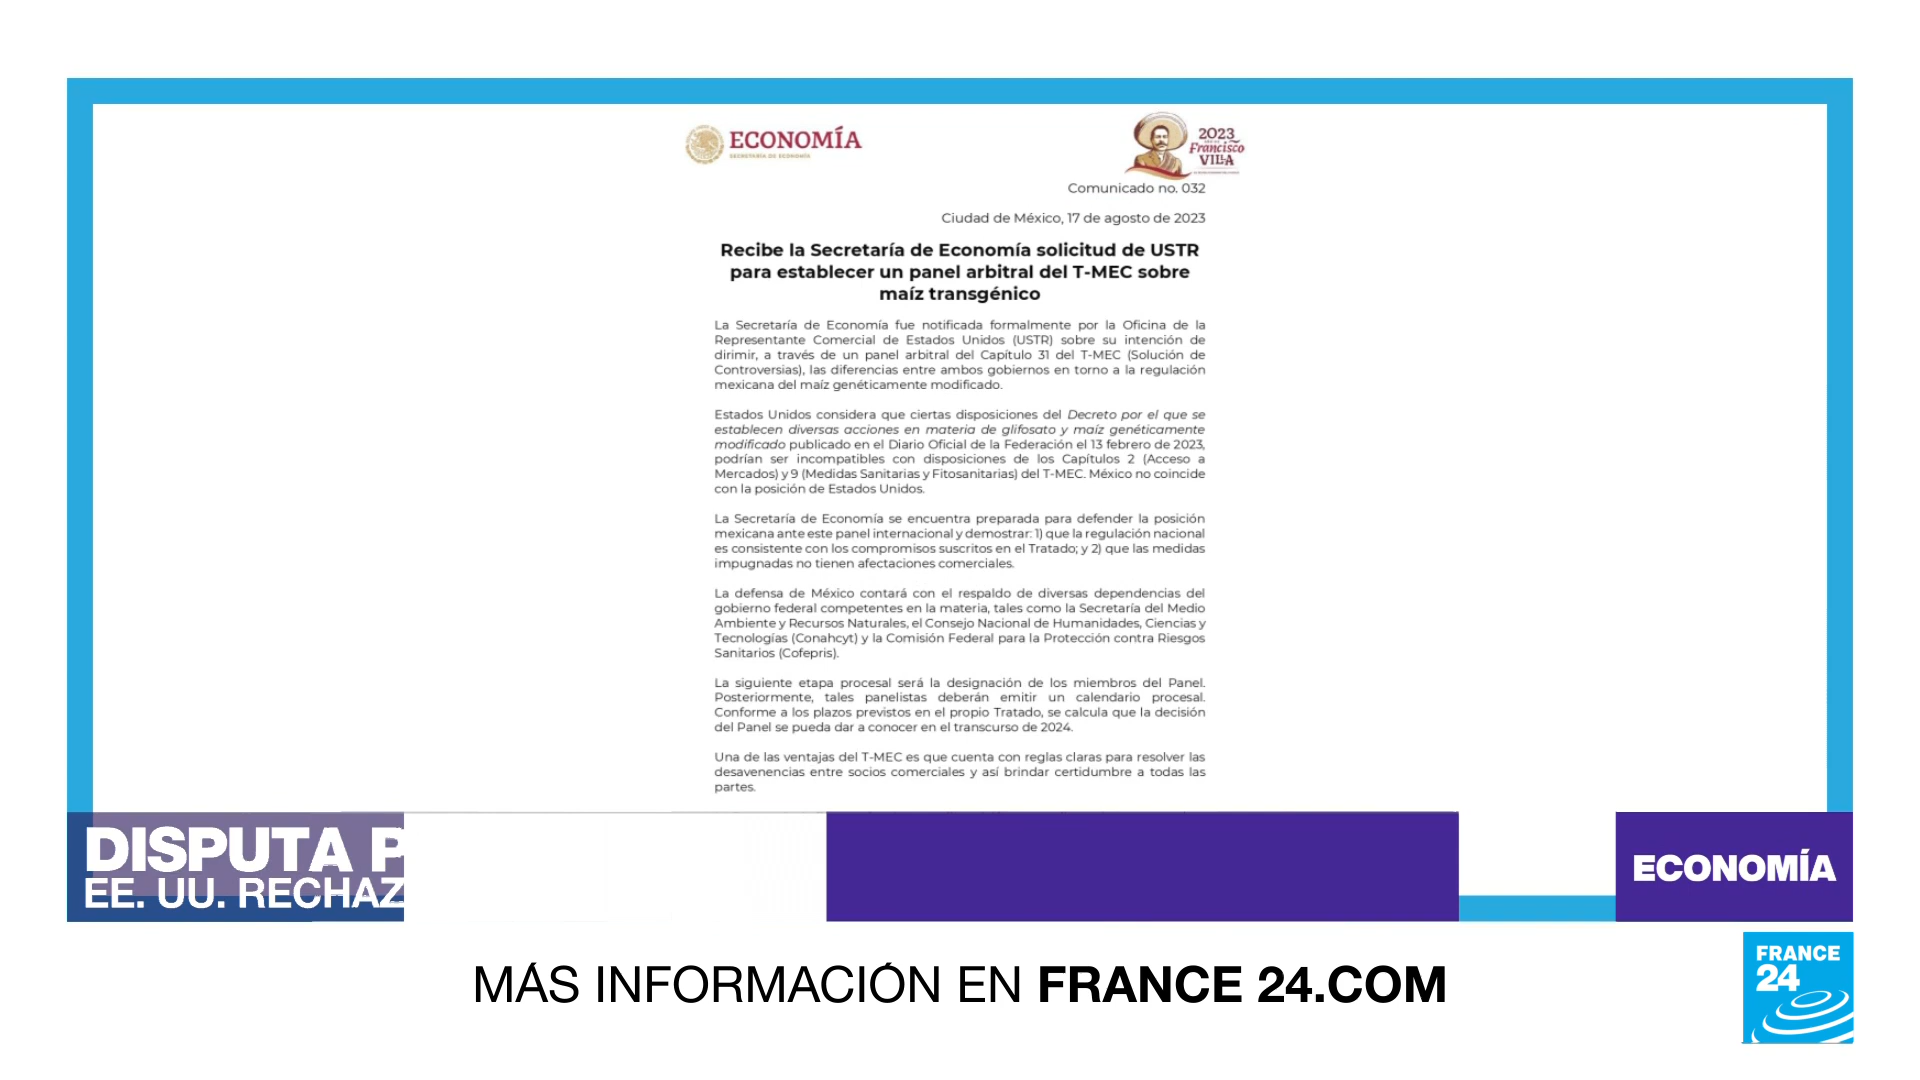 ECONOMÍA
SECRETARÍA DE ECONOMÍA
2023
Francisco
VILLA
Comunicado no. 032
Ciudad de México, 17 de agosto de 2023
Recibe la Secretaría de Economía solicitud de USTR
para establecer un panel arbitral del T-MEC sobre
maíz transgénico
La Secretaría de Economía fue notificada formalmente por la Oficina de la
Representante Comercial de Estados Unidos (USTR) sobre su intención de
dirimir, a través de un panel arbitral del Capítulo 31 del T-MEC (Solución de
Controversias), las diferencias entre ambos gobiernos en torno a la regulación
mexicana del maíz genéticamente modificado.
Estados Unidos considera que ciertas disposiciones del Decreto por el que se
establecen diversas acciones en materia de glifosato y maíz genéticamente
modificado publicado en el Diario Oficial de la Federación el 13 febrero de 2023,
podrían ser incompatibles con disposiciones de los Capítulos 2 (Acceso a
Mercados) y 9 (Medidas Sanitarias y Fitosanitarias) del T-MEC. México no coincide
con la posición de Estados Unidos.
La Secretaría de Economía se encuentra preparada para defender la posición
mexicana ante este panel internacional y demostrar: 1) que la regulación nacional
es consistente con los compromisos suscritos en el Tratado; y 2) que las medidas
impugnadas no tienen afectaciones comerciales.
La defensa de México contará con el respaldo de diversas dependencias del
gobierno federal competentes en la materia, tales como la Secretaría del Medio
Ambiente y Recursos Naturales, el Consejo Nacional de Humanidades, Ciencias y
Tecnologías (Conahcyt) y la Comisión Federal para la Protección contra Riesgos
Sanitarios (Cofepris).
La siguiente etapa procesal será la designación de los miembros del Panel.
Posteriormente, tales panelistas deberán emitir un calendario procesal.
Conforme a los plazos previstos en el propio Tratado, se calcula que la decisión
del Panel se pueda dar a conocer en el transcurso de 2024.
Una de las ventajas del T-MEC es que cuenta con reglas claras para resolver las
desavenencias entre socios comerciales y así brindar certidumbre a todas las
partes.
DISPUTA P
EE. UU. RECHAZ
ECONOMÍA
MÁS INFORMACIÓN EN FRANCE 24.COM
FRANCE
24